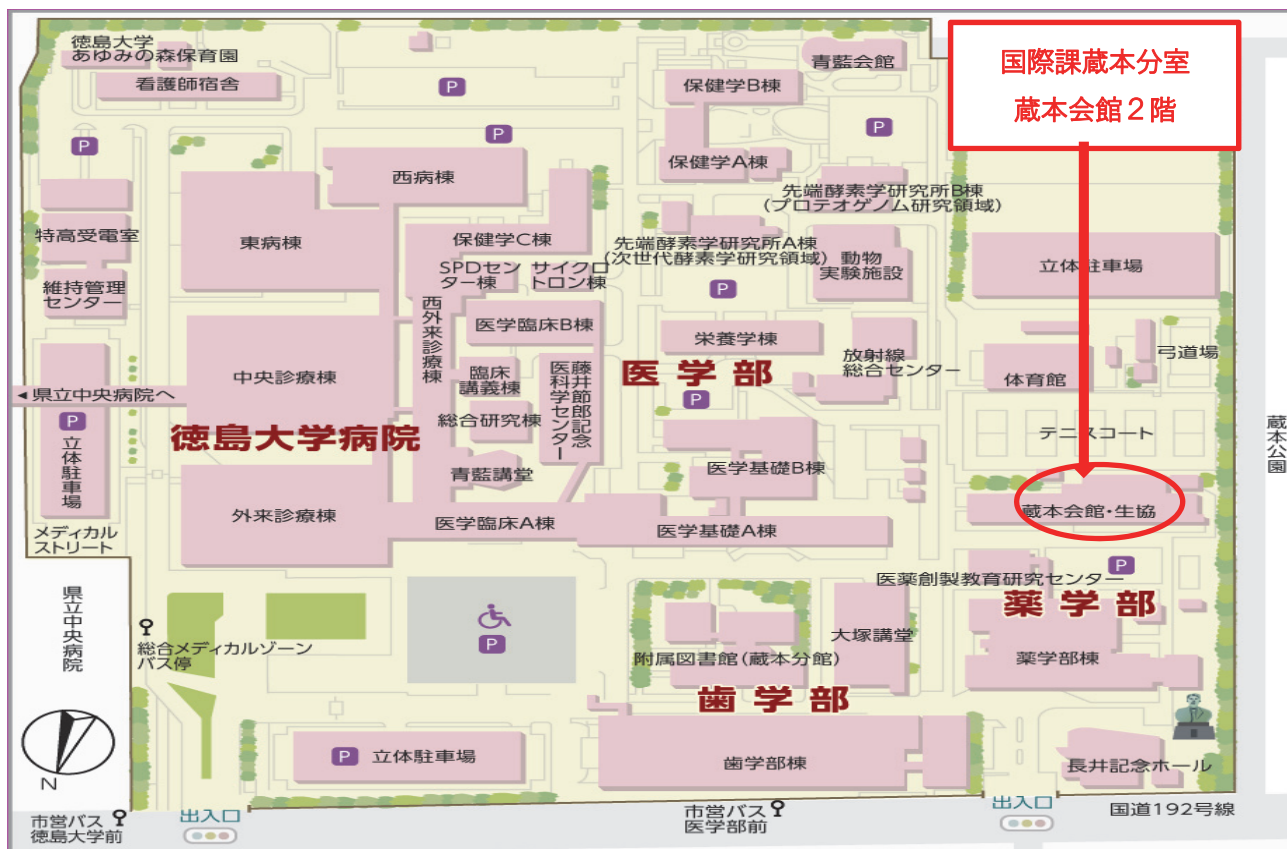 徳島大学
あゆみの森保育園
看護師宿舎
P
P
P
西病棟
東病棟
特高受電室
維持管理
センター
保健学C棟
SPDセン
ター棟
サイクロ
トロン棟
西外来診療棟
医学臨床B棟
中央診療棟
臨床
講義棟
総合研究棟
藤井節郎記念
医科学センター
◀県立中央病院へ
P
立体駐車場
徳島大学病院
青藍講堂
外来診療棟
医学臨床A棟
メディカル
ストリート
県立中央病院
総合メディカルゾーン
バス停
P
N
P 立体駐車場
市営バス
徳島大学前
出入口
青藍会館
保健学B棟
P
保健学A棟
先端酵素学研究所B棟
(プロテオゲノム研究領域)
先端酵素学研究所A棟
(次世代酵素学研究領域)
動物
実験施設
P
栄養学棟
医学部
P
放射線
総合センター
医学基礎B棟
医学基礎A棟
国際課蔵本分室
蔵本会館２階
立体駐車場
弓道場
体育館
テニスコート
蔵本公園
蔵本会館・生協
P
医薬創製教育研究センター
薬学部
薬学部棟
大塚講堂
附属図書館(蔵本分館)
歯学部
歯学部棟
長井記念ホール
市営バス
医学部前
出入口
国道192号線